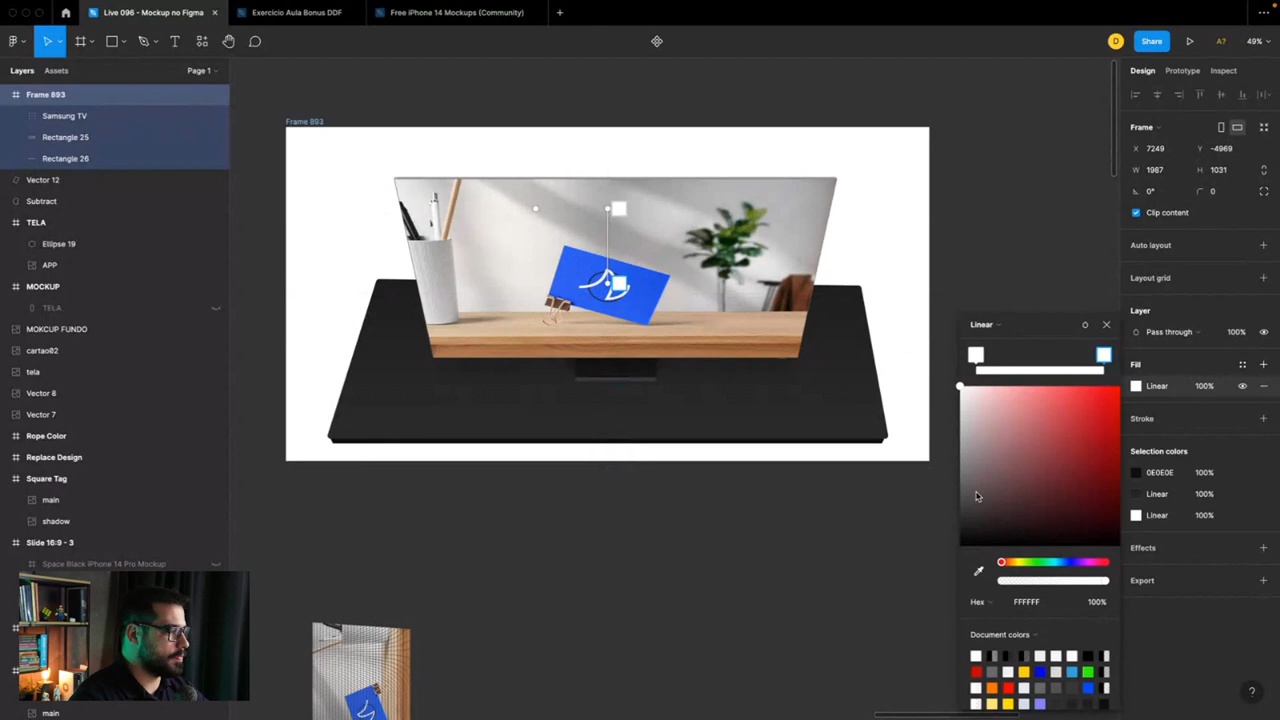 Live 096 - Mockup no Figma
Exercício Aula Bonus DDF
Free iPhone 14 Mockups (Community)
D
Share
A?
49%
Layers
Assets
Page 1
Frame 893
Samsung TV
Rectangle 25
Rectangle 26
Vector 12
Subtract
TELA
Ellipse 19
APP
MOCKUP
TELA
MOKCUP FUNDO
cartao02
tela
Vector 8
Vector 7
Rope Color
Replace Design
Square Tag
main
shadow
Slide 16:9 - 3
Space Black iPhone 14 Pro Mockup
main
Frame 893
Linear
Hex
FFFFFF
100%
Document colors
Design
Prototype
Inspect
Frame
X 7249
Y -4969
W 1987
H 1031
0°
0
Clip content
Auto layout
Layout grid
Layer
Pass through
100%
Fill
Linear
100%
Stroke
Selection colors
0E0E0E
100%
Linear
100%
Linear
100%
Effects
Export
?